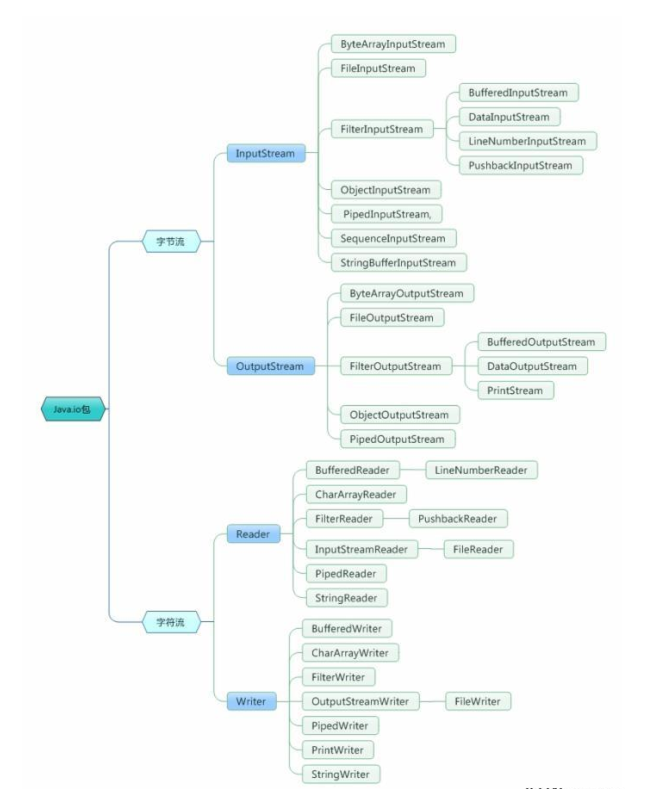 Java.io包
字节流
InputStream
ByteArrayInputStream
FileInputStream
FilterInputStream
BufferedInputStream
DataInputStream
LineNumberInputStream
PushbackInputStream
ObjectInputStream
PipedInputStream,
SequenceInputStream
StringBufferInputStream
OutputStream
ByteArrayOutputStream
FileOutputStream
FilterOutputStream
BufferedOutputStream
DataOutputStream
PrintStream
ObjectOutputStream
PipedOutputStream
字符流
Reader
BufferedReader
LineNumberReader
CharArrayReader
FilterReader
PushbackReader
InputStreamReader
FileReader
PipedReader
StringReader
Writer
BufferedWriter
CharArrayWriter
FilterWriter
OutputStreamWriter
FileWriter
PipedWriter
PrintWriter
StringWriter